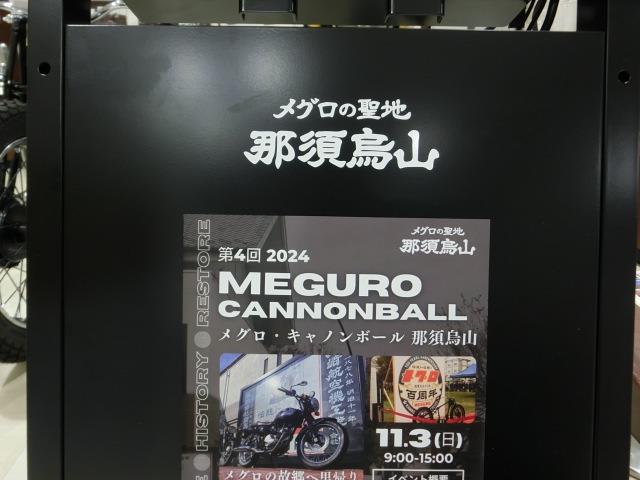 メグロの聖地
那須烏山
メグロの聖地
那須烏山
第4回 2024
MEGURO
CANNONBALL
メグロ・キャノンボール 那須烏山
HISTORY ● RESTORE
メグロ
百周年
11.3(日)
9:00-15:00
メグロの故郷へ里帰り
イベント概要